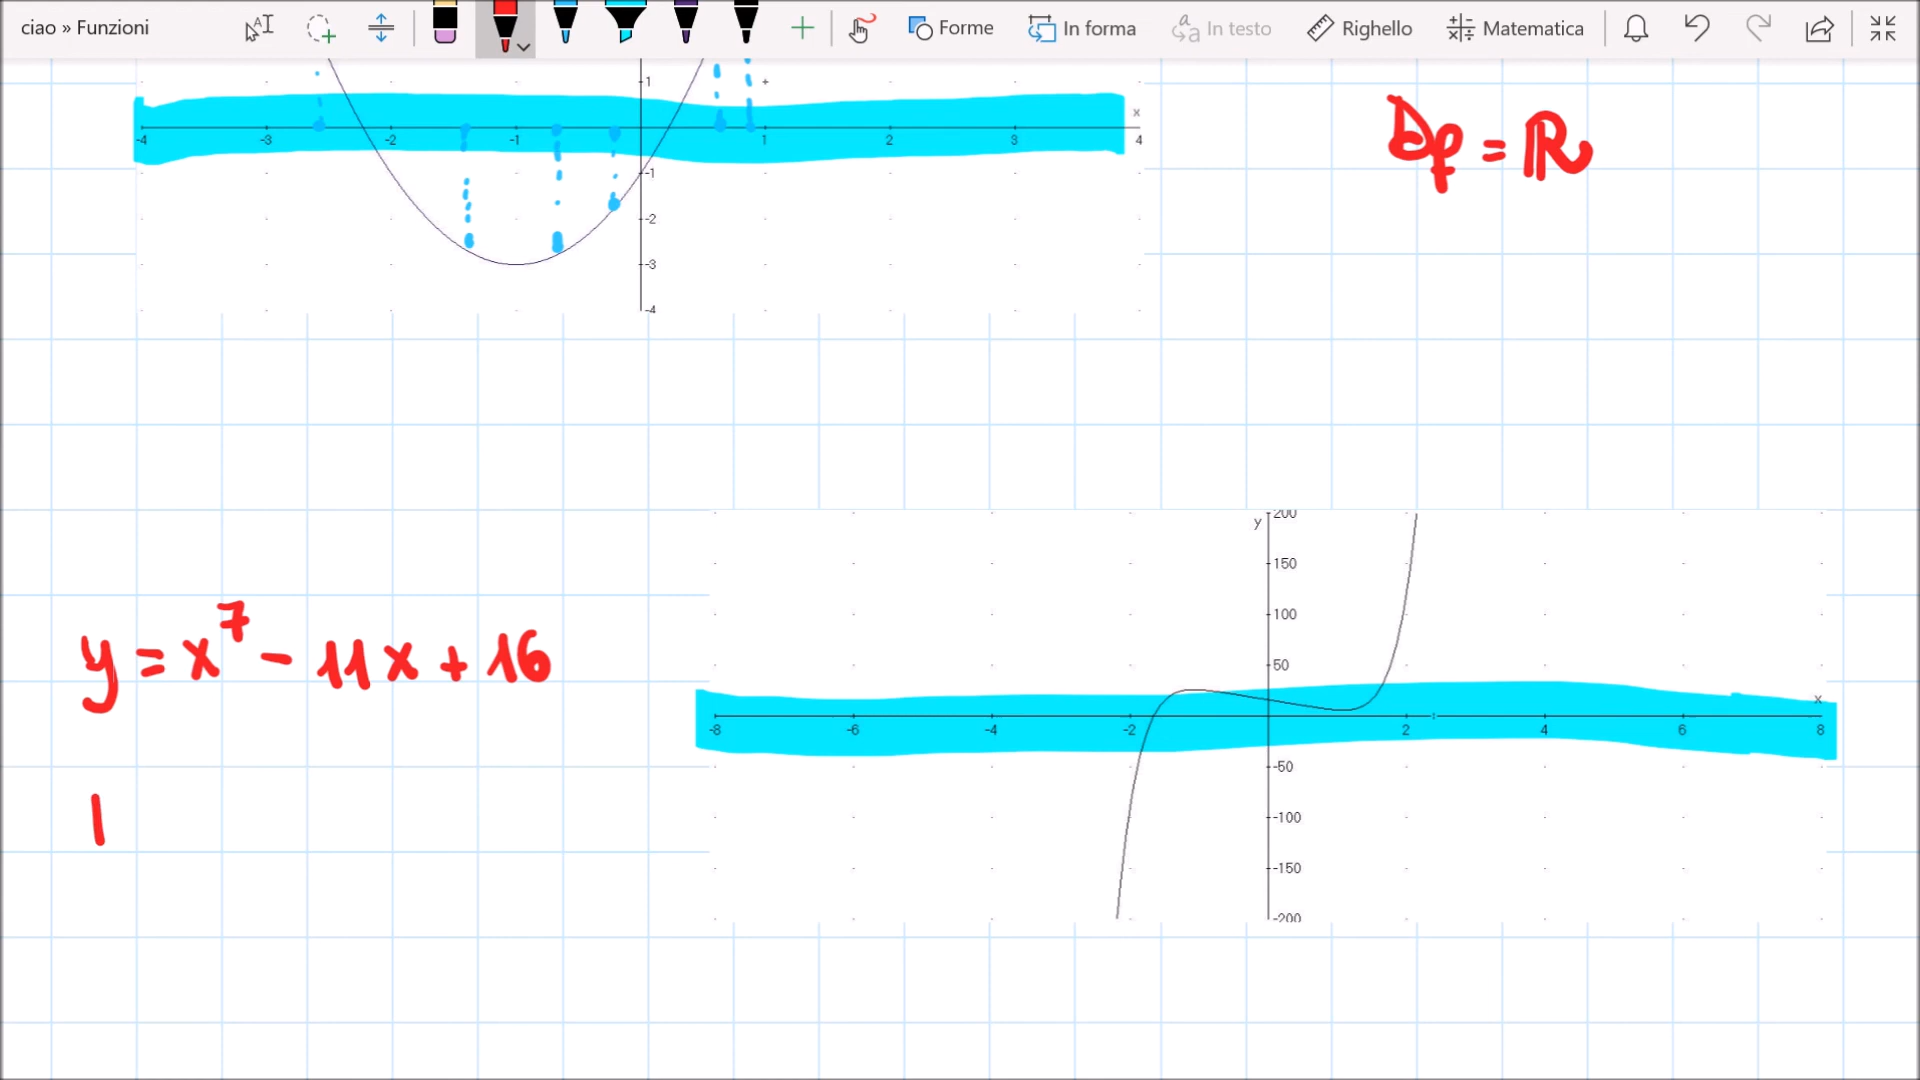 ciao » Funzioni
AI
Forme
In forma
In testo
Righello
Matematica
1
x
-4 -3 -2 -1 1 2 3 4
-1
-2
-3
-4
Df = ℝ
y
200
150
100
50
y = x⁷ - 11x + 16
x
-8 -6 -4 -2 2 4 6 8
-50
-100
-150
-200